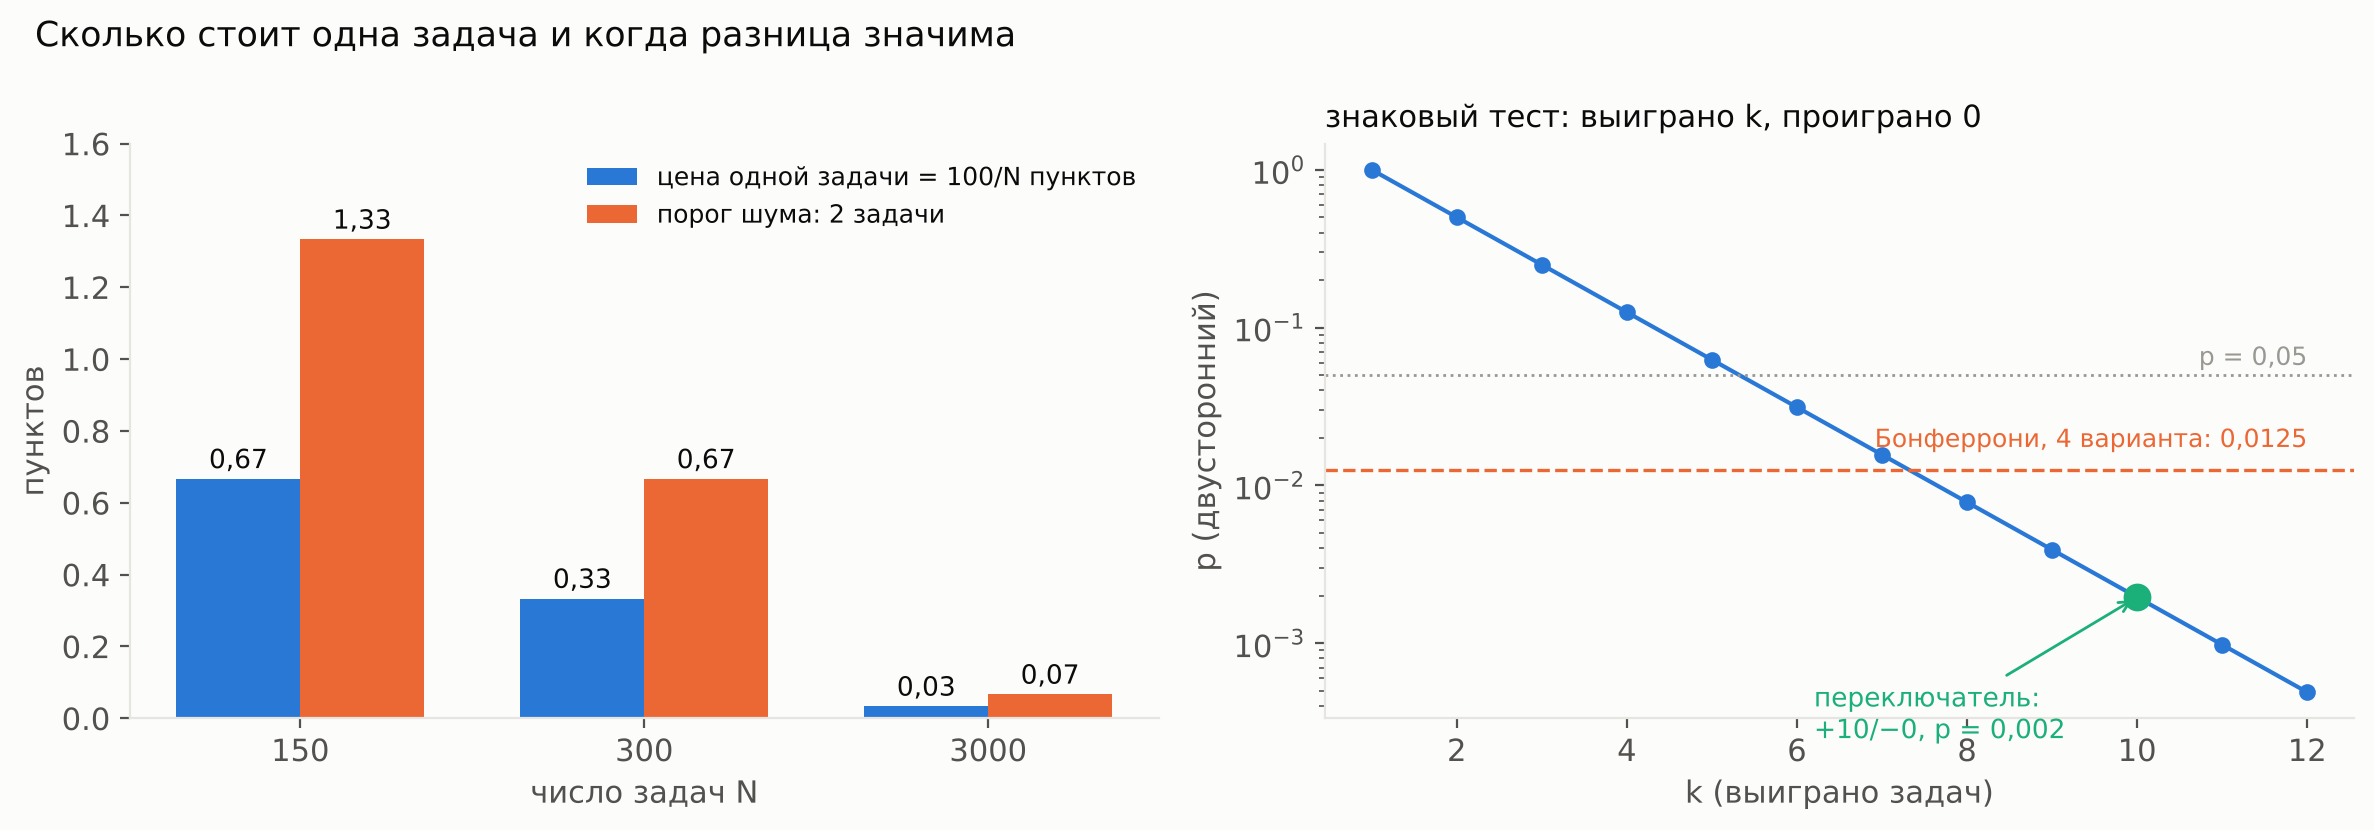 Сколько стоит одна задача и когда разница значима
пунктов
1.6
1.4
1.2
1.0
0.8
0.6
0.4
0.2
0.0
цена одной задачи = 100/N пунктов
порог шума: 2 задачи
0,67
1,33
0,33
0,67
0,03
0,07
150
300
3000
число задач N
знаковый тест: выиграно k, проиграно 0
p (двусторонний)
10⁰
10⁻¹
10⁻²
10⁻³
p = 0,05
Бонферрони, 4 варианта: 0,0125
переключатель:
+10/−0, p = 0,002
2
4
6
8
10
12
k (выиграно задач)